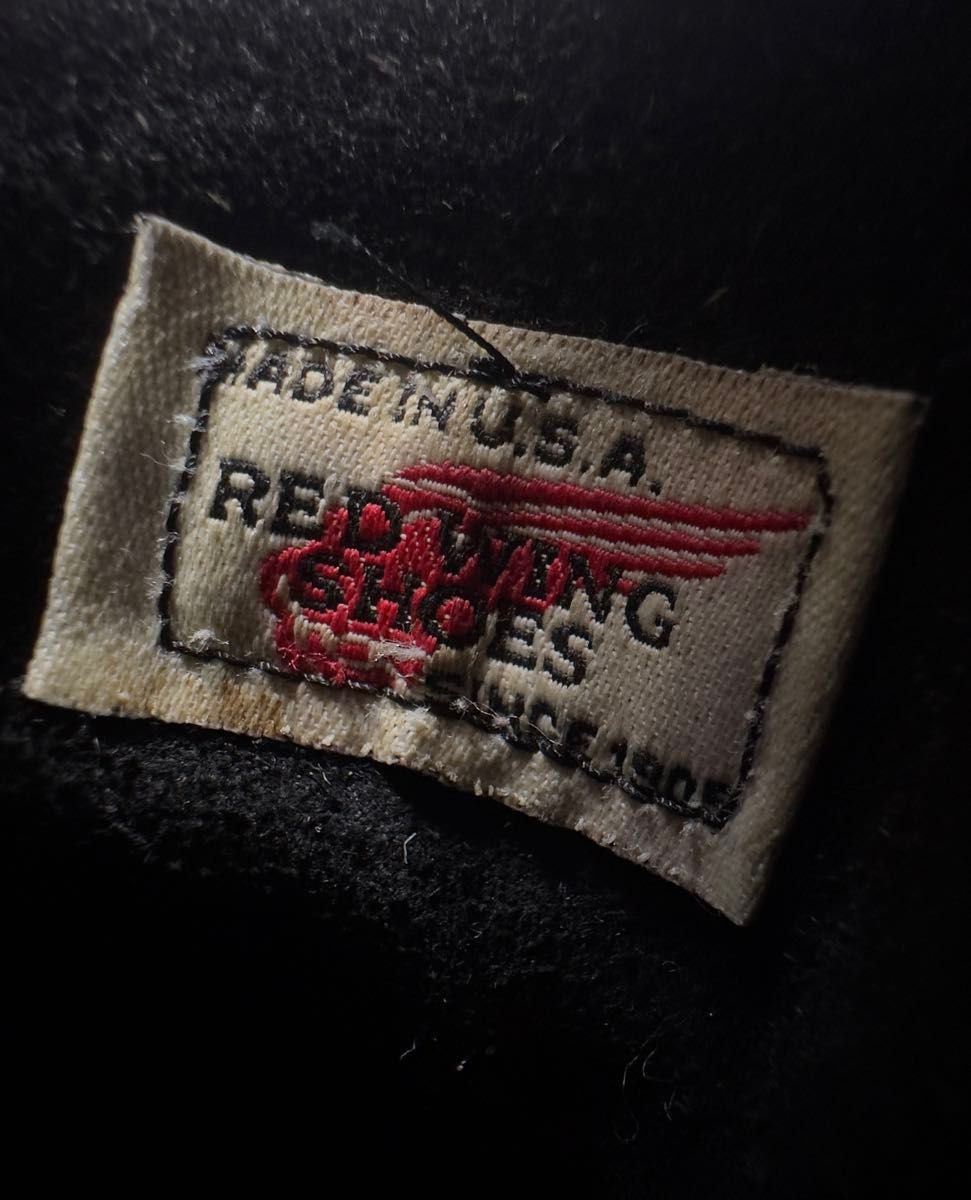 MADE IN U.S.A.
RED WING
SHOES
SINCE 1905